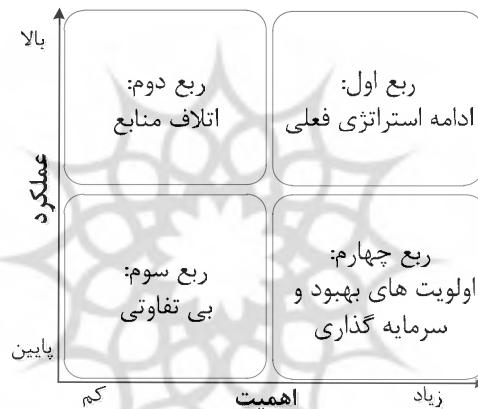 بالا
ربع اول:
ادامه استراتژی فعلی
ربع دوم:
اتلاف منابع
عملکرد
ربع سوم:
بی تفاوتی
ربع چهارم:
اولویت های بهبود و
سرمایه گذاری
پایین
زیاد
اهمیت
کم